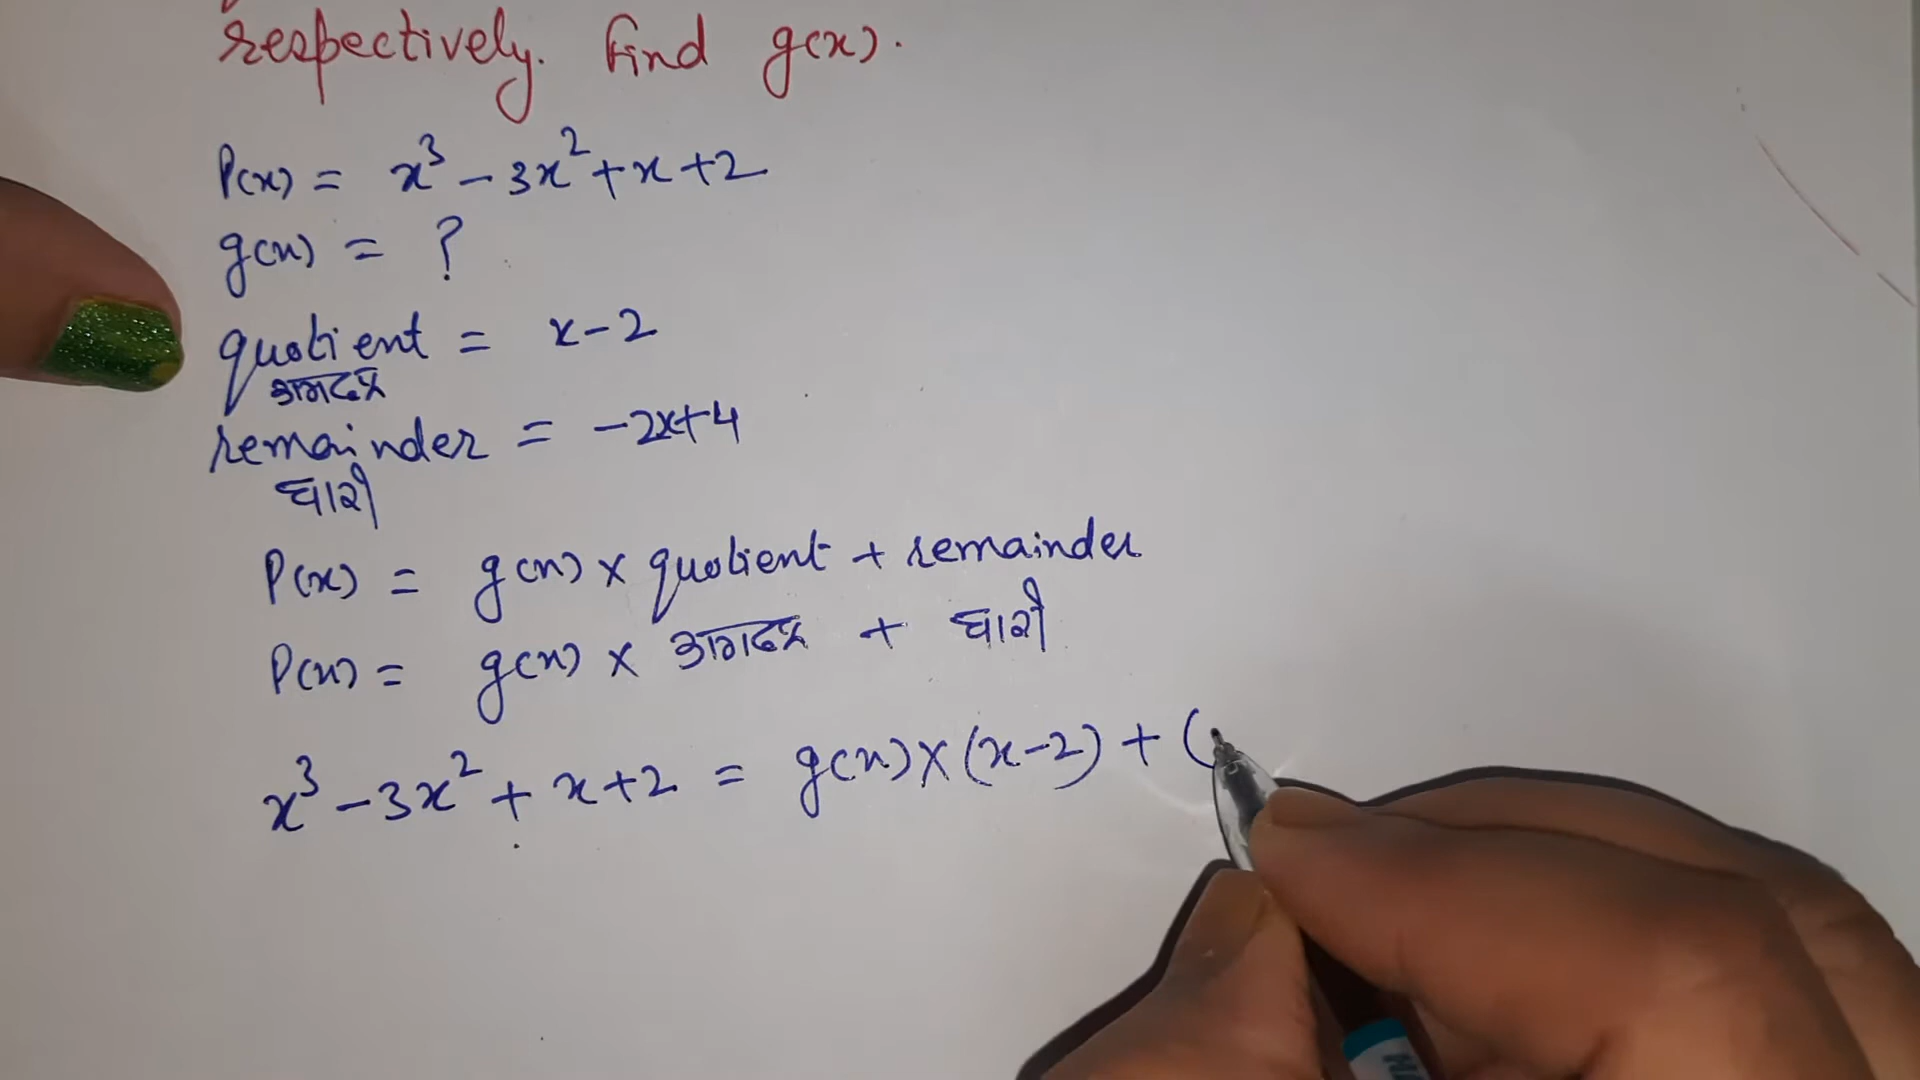 respectively. Find g(x).
P(x) = x³ - 3x² + x + 2
g(x) = ?
quotient = x - 2
भागफल
remainder = -2x+4
शेष
P(x) = g(x) × quotient + remainder
P(x) = g(x) × भागफल +
x³ - 3x² + x + 2 = g(x) × (x-2) + (